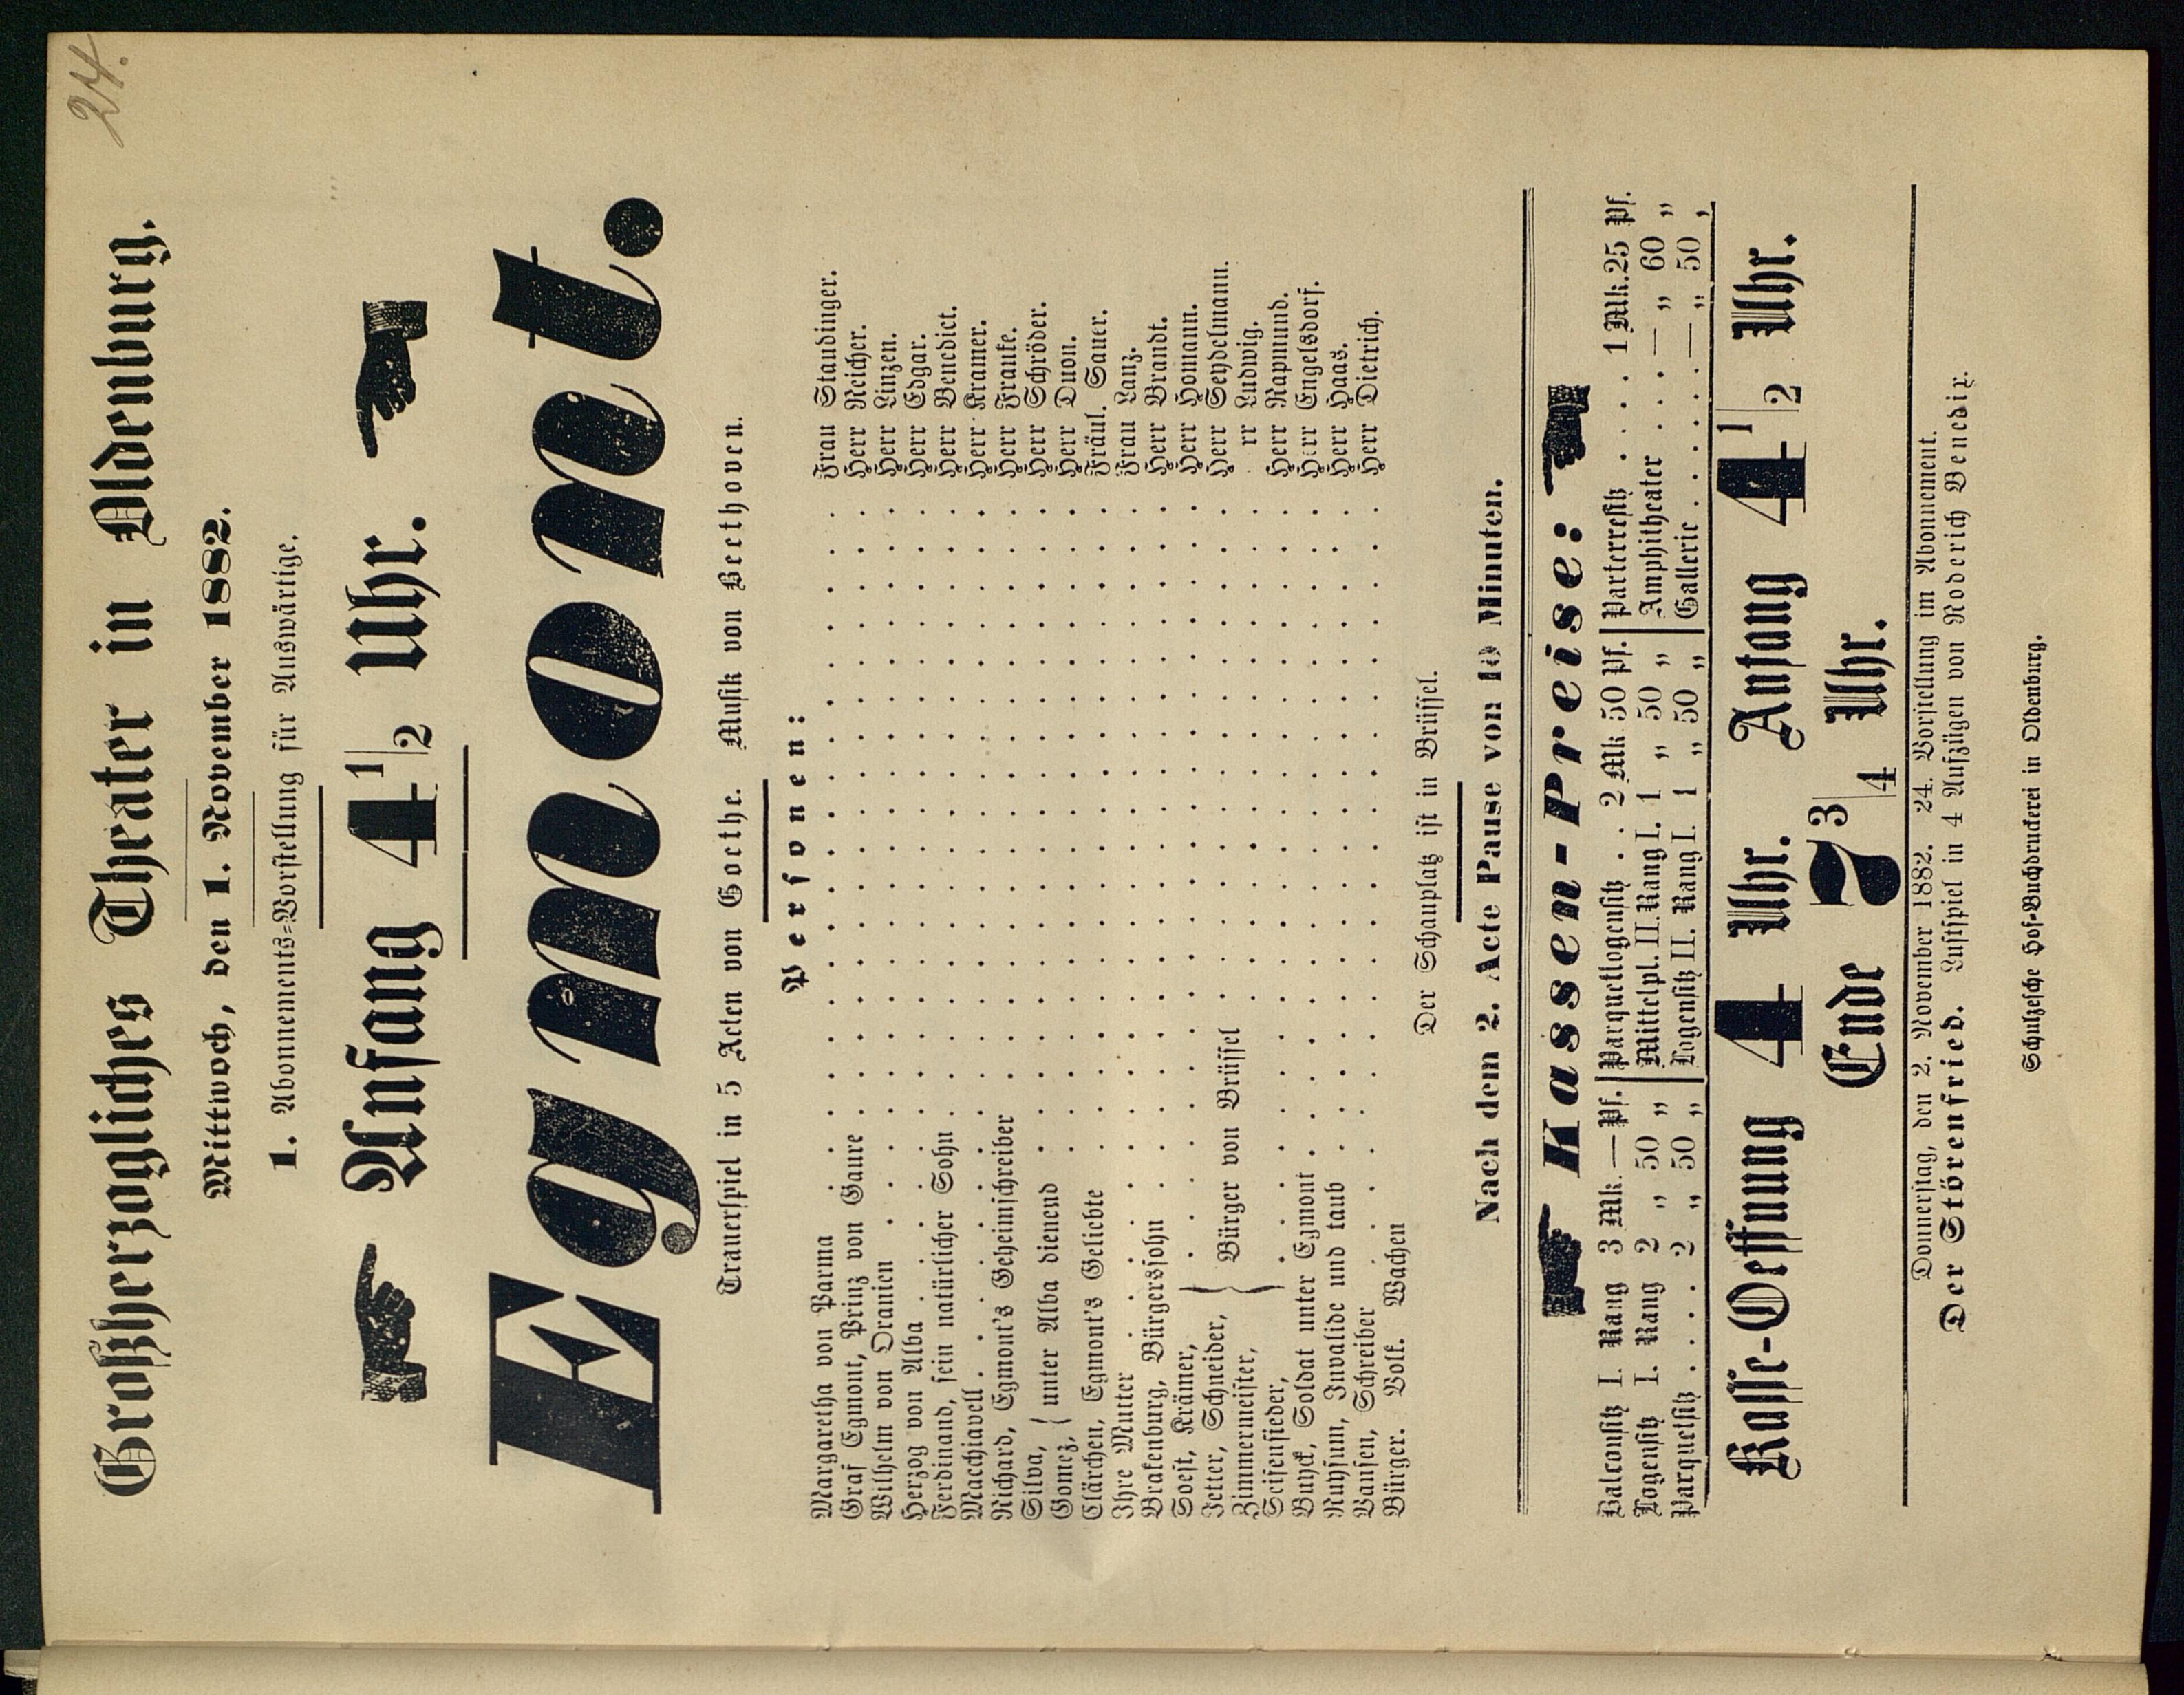 24.
Großherzogliches Theater in Oldenburg.
Mittwoch, den 1. November 1882.
1. Abonnements-Vorstellung für Auswärtige.
Anfang 4 1/2 Uhr.
Egmont.
Trauerspiel in 5 Acten von Goethe. Musik von Beethoven.
Personen:
Margaretha von Parma . . . Frau Staudinger.
Graf Egmont, Prinz von Gaure . . . Herr Reicher.
Wilhelm von Oranien . . . Herr Linzen.
Herzog von Alba . . . Herr Edgar.
Ferdinand, sein natürlicher Sohn . . . Herr Benedict.
Macchiavell . . . Herr Kramer.
Richard, Egmont's Geheimschreiber . . . Herr Franke.
Silva, } unter Alba dienend . . . Herr Schröder.
Gomez, } . . . Herr Duon.
Clärchen, Egmont's Geliebte . . . Fräul. Sauer.
Ihre Mutter . . . Frau Lanz.
Brakenburg, Bürgerssohn . . . Herr Brandt.
Soest, Krämer, } . . . Herr Homann.
Jetter, Schneider, } Bürger von Brüssel . . . Herr Seydelmann.
Zimmermeister, } . . . rr Ludwig.
Seifensieder, } . . . Herr Rapmund.
Buyck, Soldat unter Egmont . . . Herr Engelsdorf.
Ruysum, Invalide und taub . . . Herr Haas.
Vansen, Schreiber . . . Herr Dietrich.
Bürger. Volk. Wachen
Der Schauplatz ist in Brüssel.
Nach dem 2. Acte Pause von 10 Minuten.
Kassen-Preise:
Balconsitz I. Rang 3 Mk. — Pf. Parquetlogensitz . . 2 Mk 50 Pf. Parterresitz . . . . 1 Mk. 25 Pf.
Logensitz I. Rang 2 „ 50 „ Mittelpl. II. Rang I. 1 „ 50 „ Amphitheater . . . — „ 60 „
Parquetsitz . . . . 2 „ 50 „ Logensitz II. Rang I. 1 „ 50 „ Gallerie . . . . . . — „ 50 ,
Kasse-Oeffnung 4 Uhr. Anfang 4 1/2 Uhr.
Ende 7 3/4 Uhr.
Donnerstag, den 2. November 1882. 24. Vorstellung im Abonnement.
Der Störenfried. Lustspiel in 4 Aufzügen von Roderich Benedix.
Schulzesche Hof-Buchdruckerei in Oldenburg.